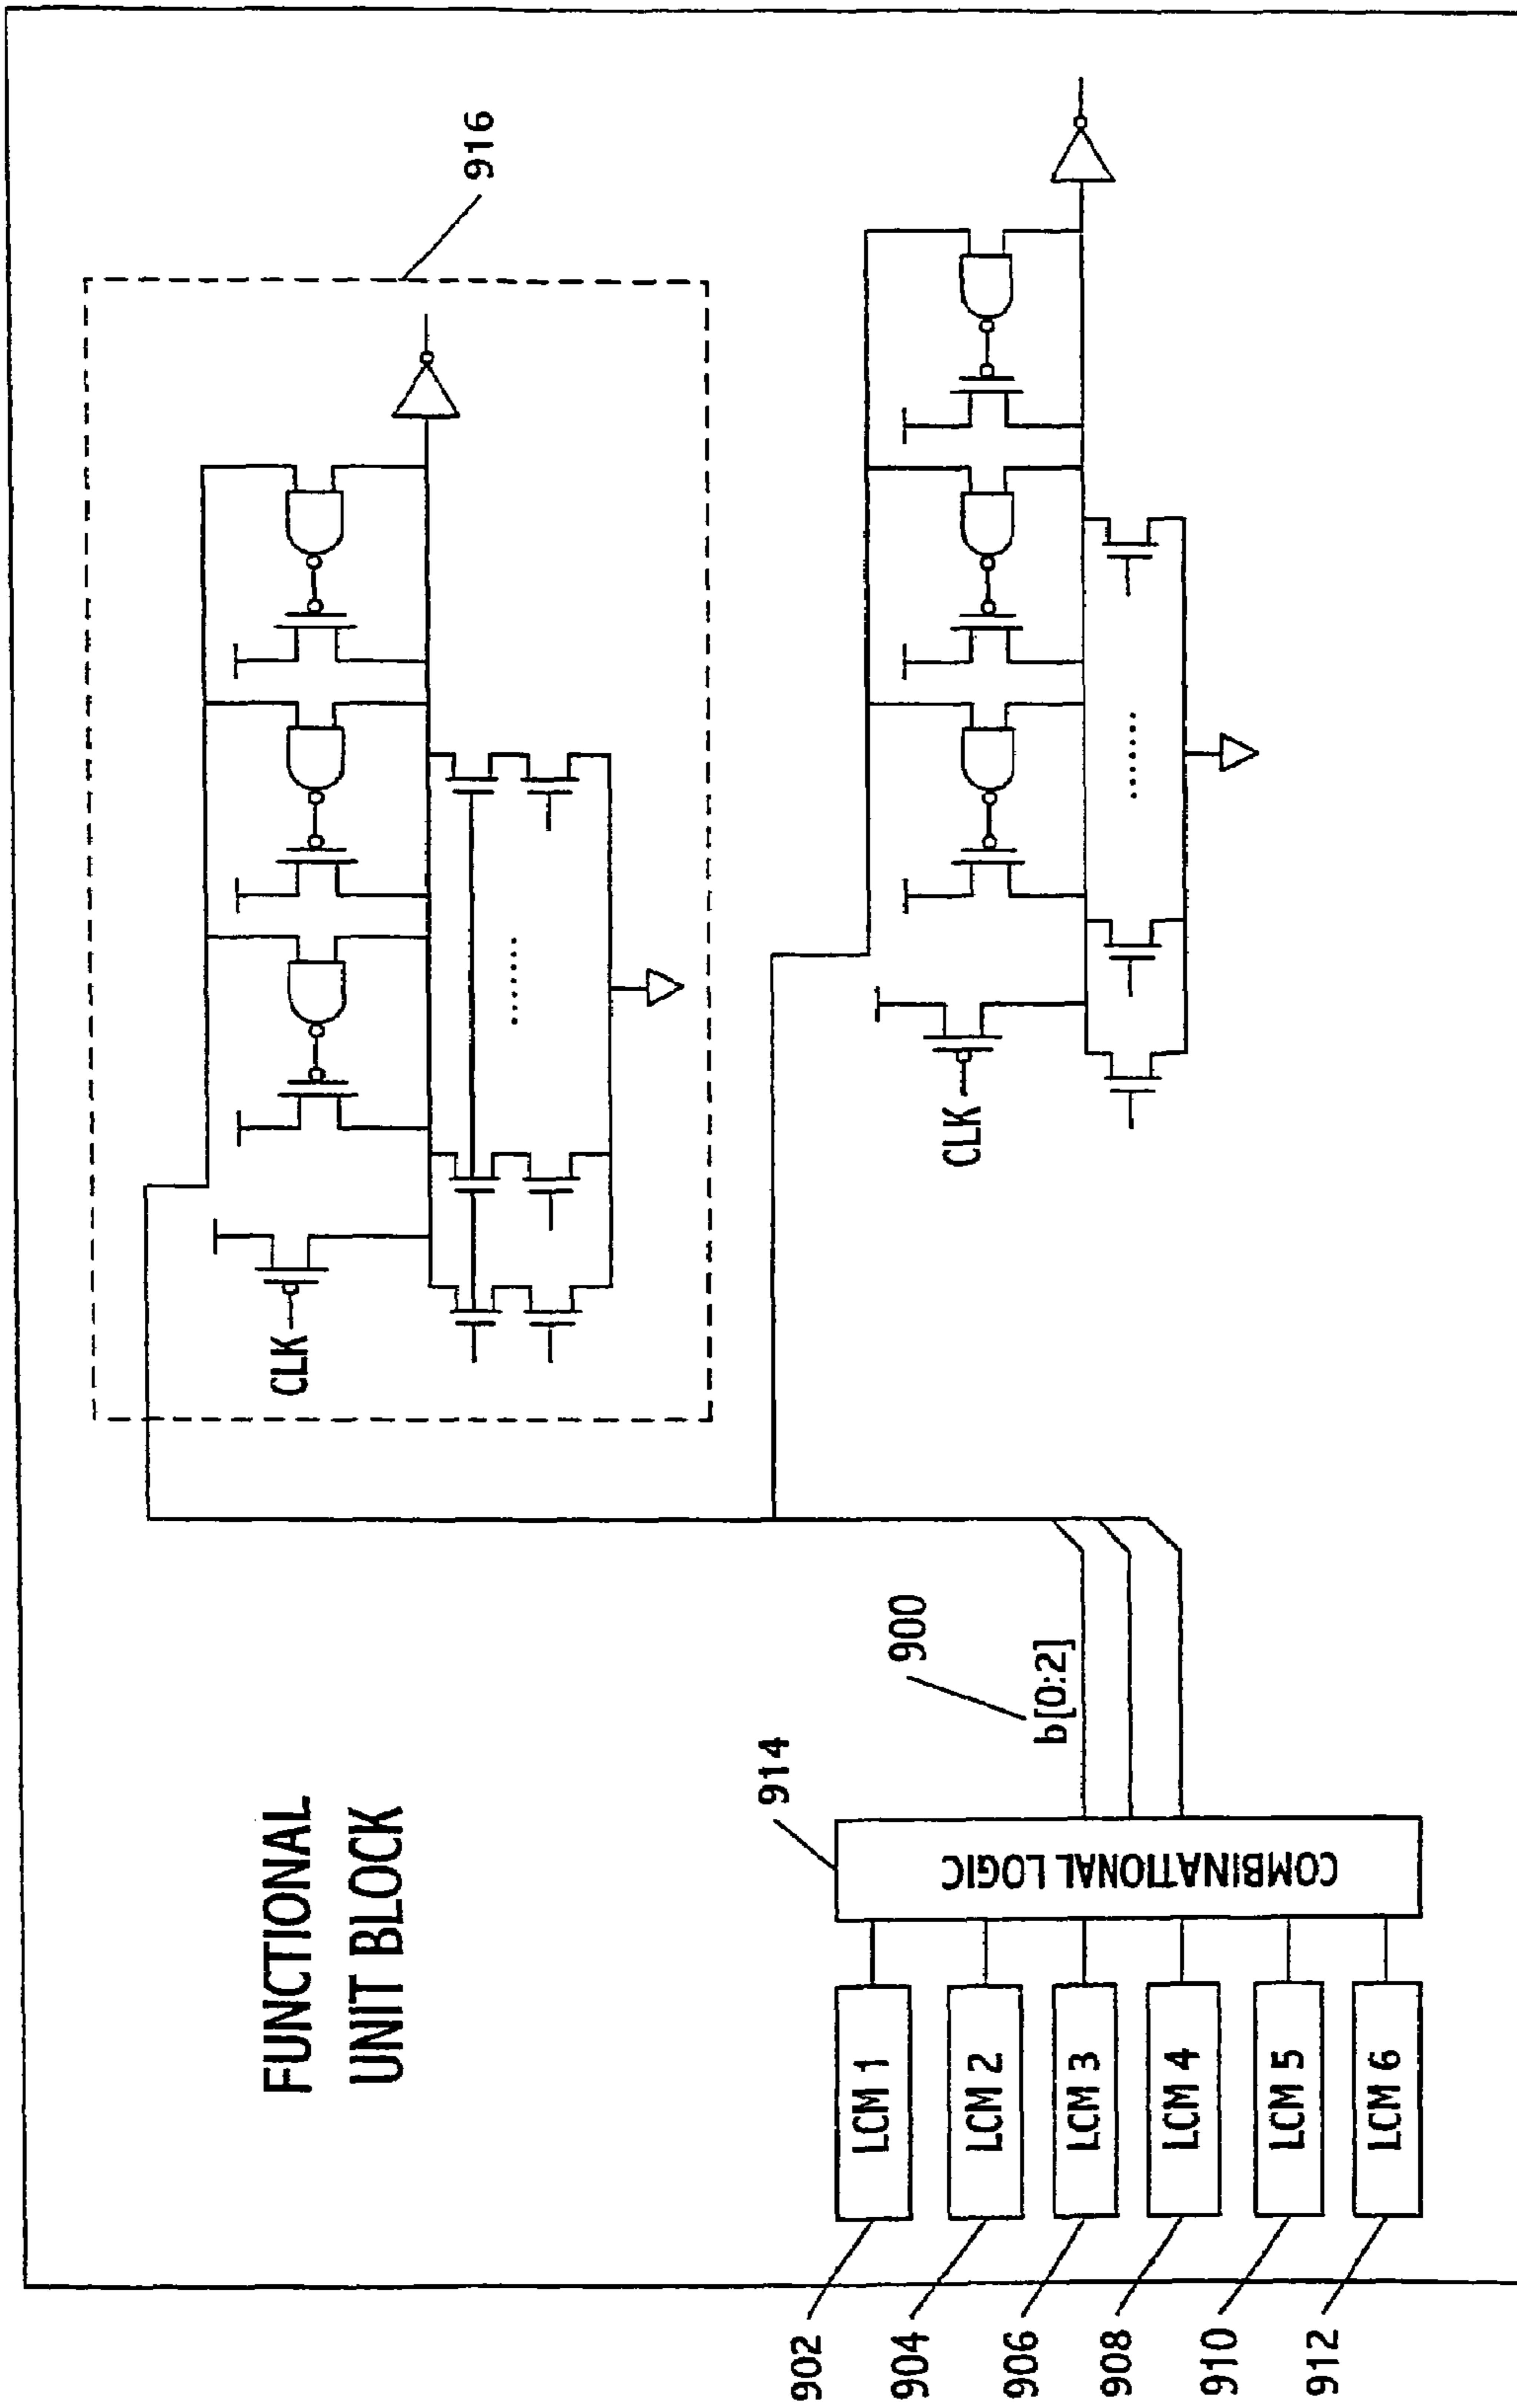 FUNCTIONAL
UNIT BLOCK
916
CLK
CLK
900
b[0:2]
914
COMBINATIONAL LOGIC
902
LCM 1
904
LCM 2
906
LCM 3
908
LCM 4
910
LCM 5
912
LCM 6